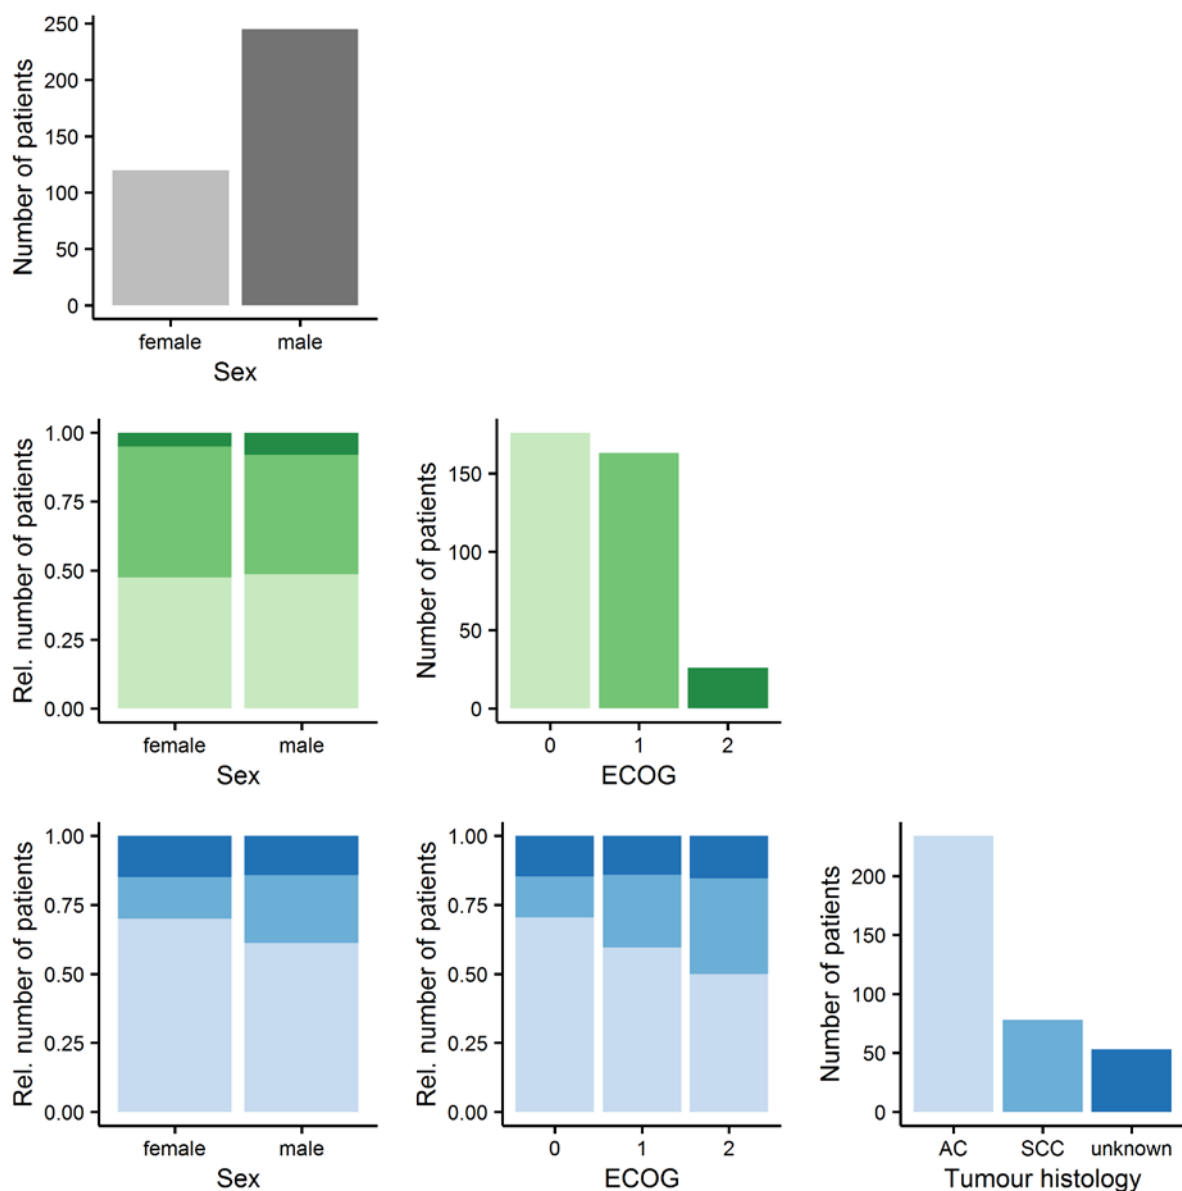 Number of patients
250
200
150
100
50
0
female male
Sex
Rel. number of patients
1.00
0.75
0.50
0.25
0.00
female male
Sex
Number of patients
150
100
50
0
0 1 2
ECOG
Rel. number of patients
1.00
0.75
0.50
0.25
0.00
female male
Sex
Rel. number of patients
1.00
0.75
0.50
0.25
0.00
0 1 2
ECOG
Number of patients
200
150
100
50
0
AC SCC unknown
Tumour histology